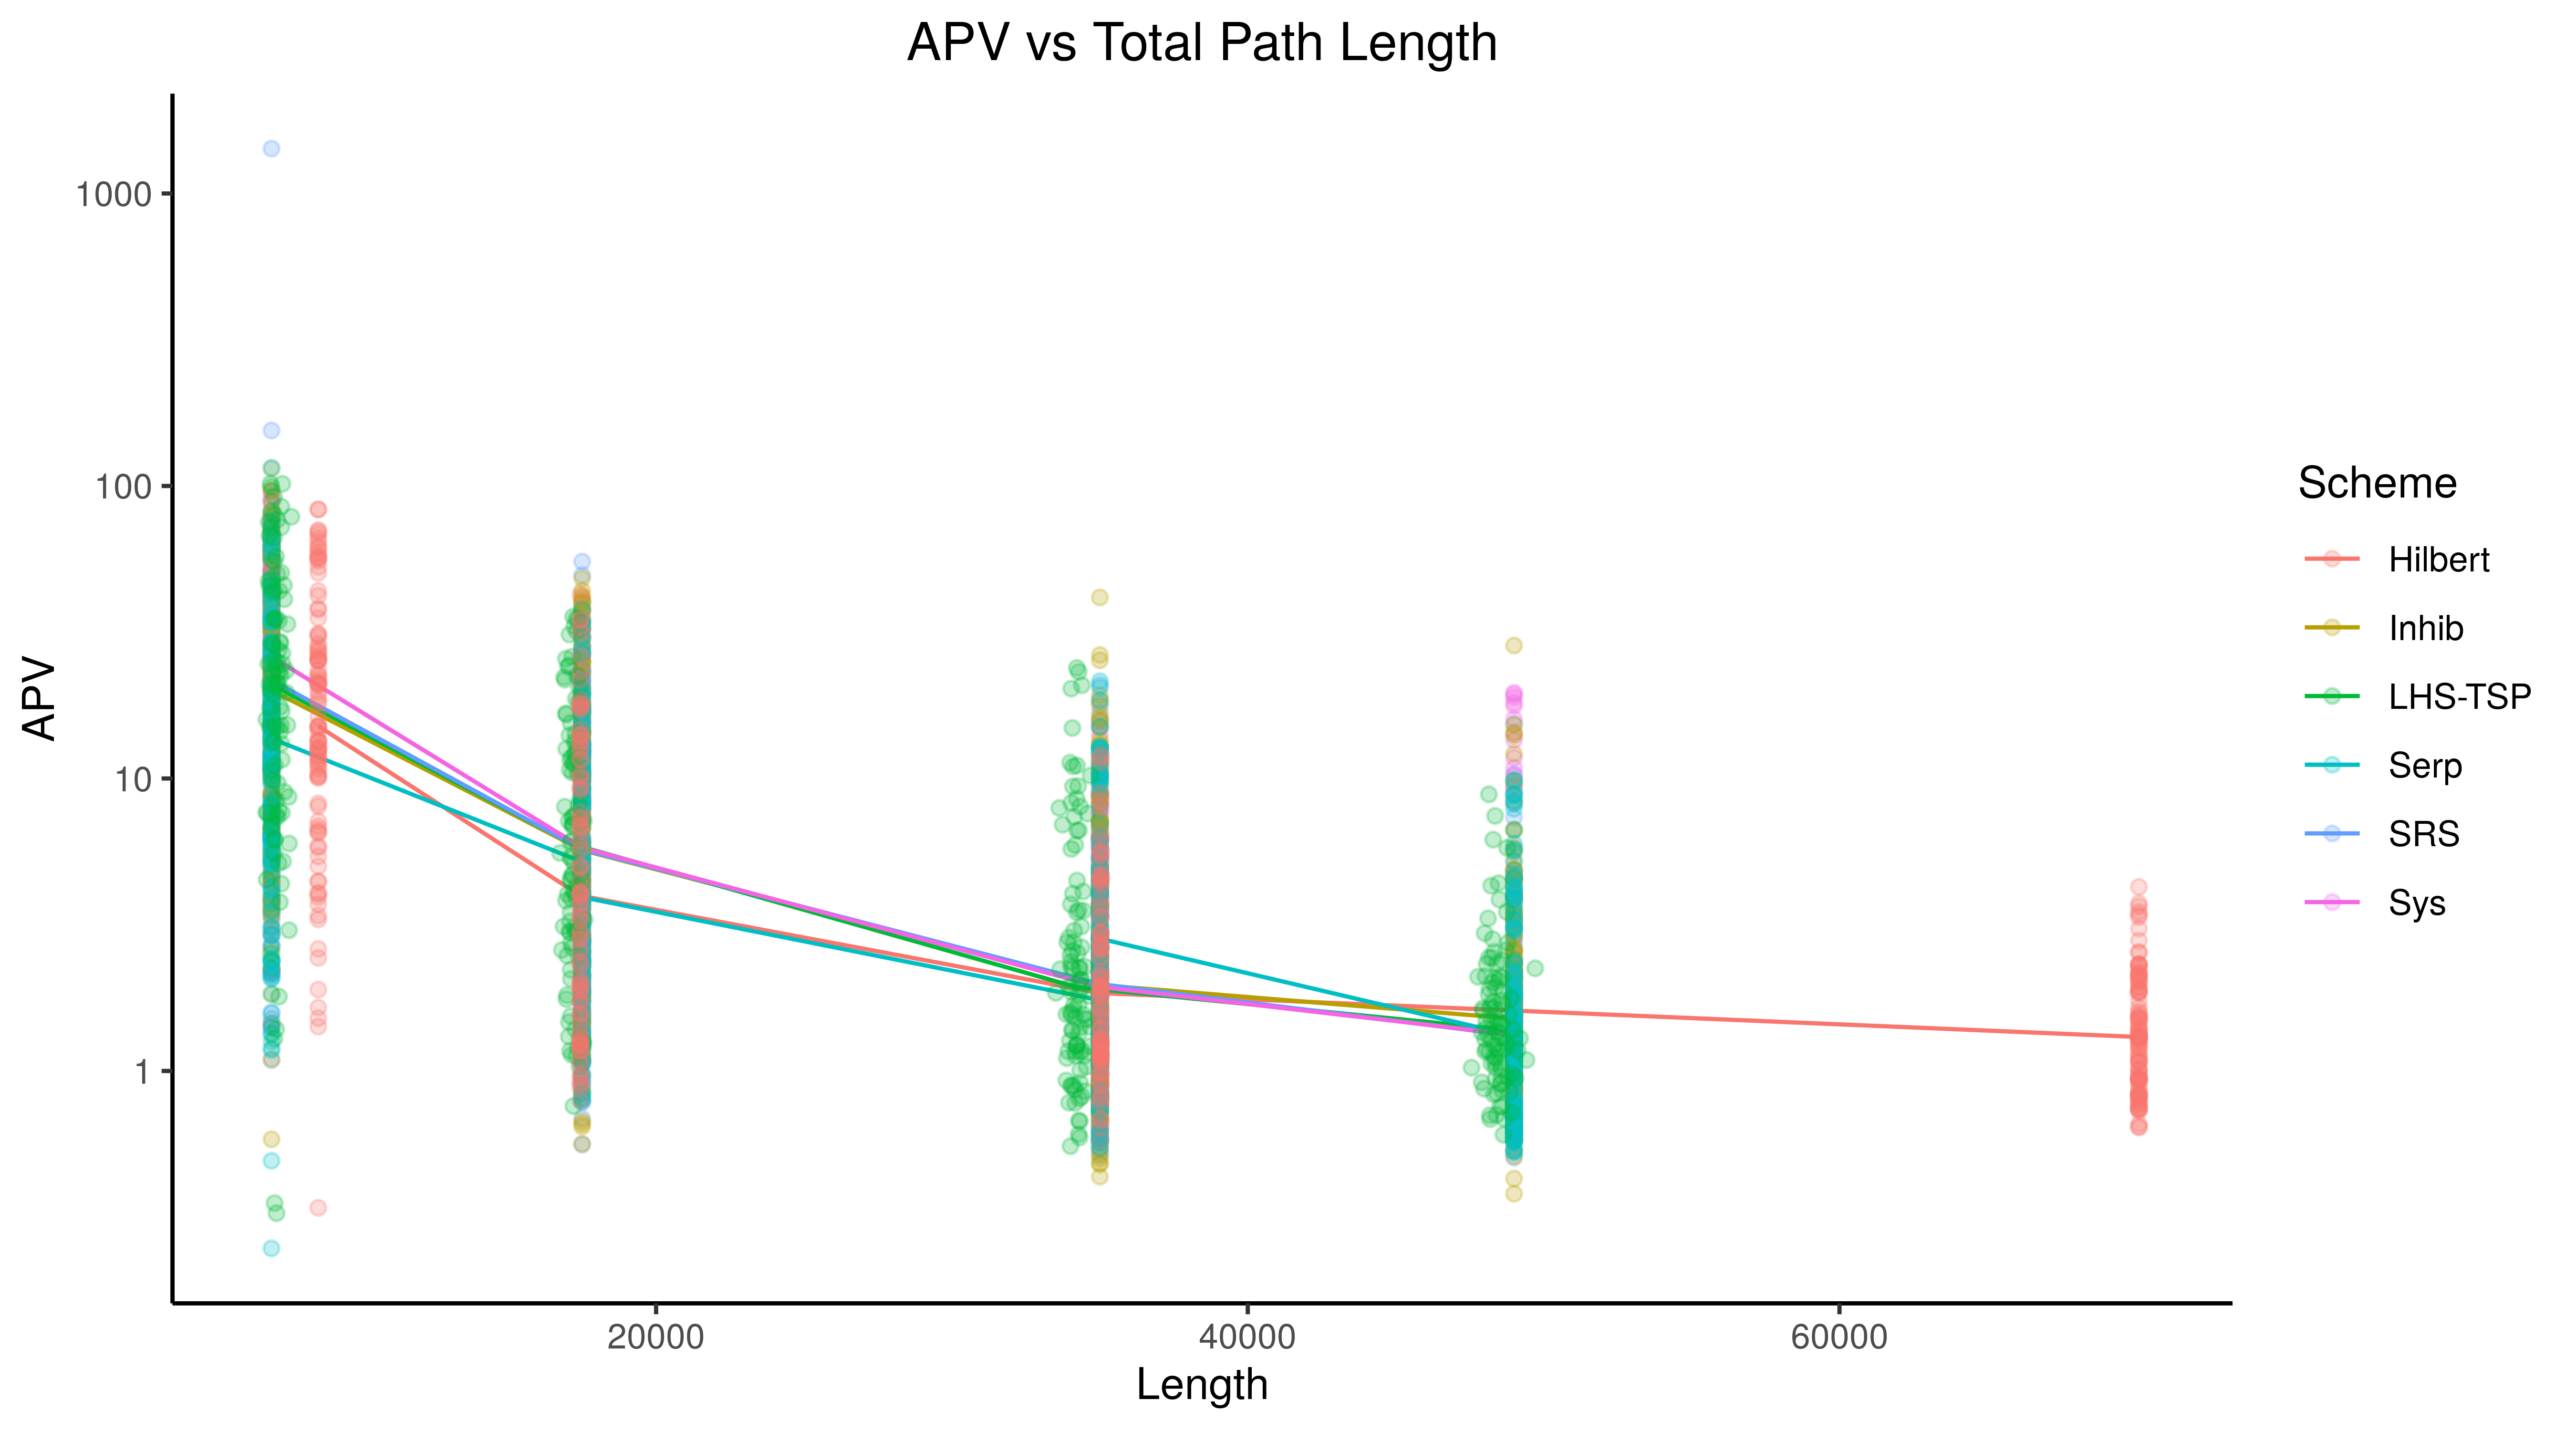 APV vs Total Path Length
APV
1000
100
10
1
20000
40000
60000
Length
Scheme
Hilbert
Inhib
LHS-TSP
Serp
SRS
Sys